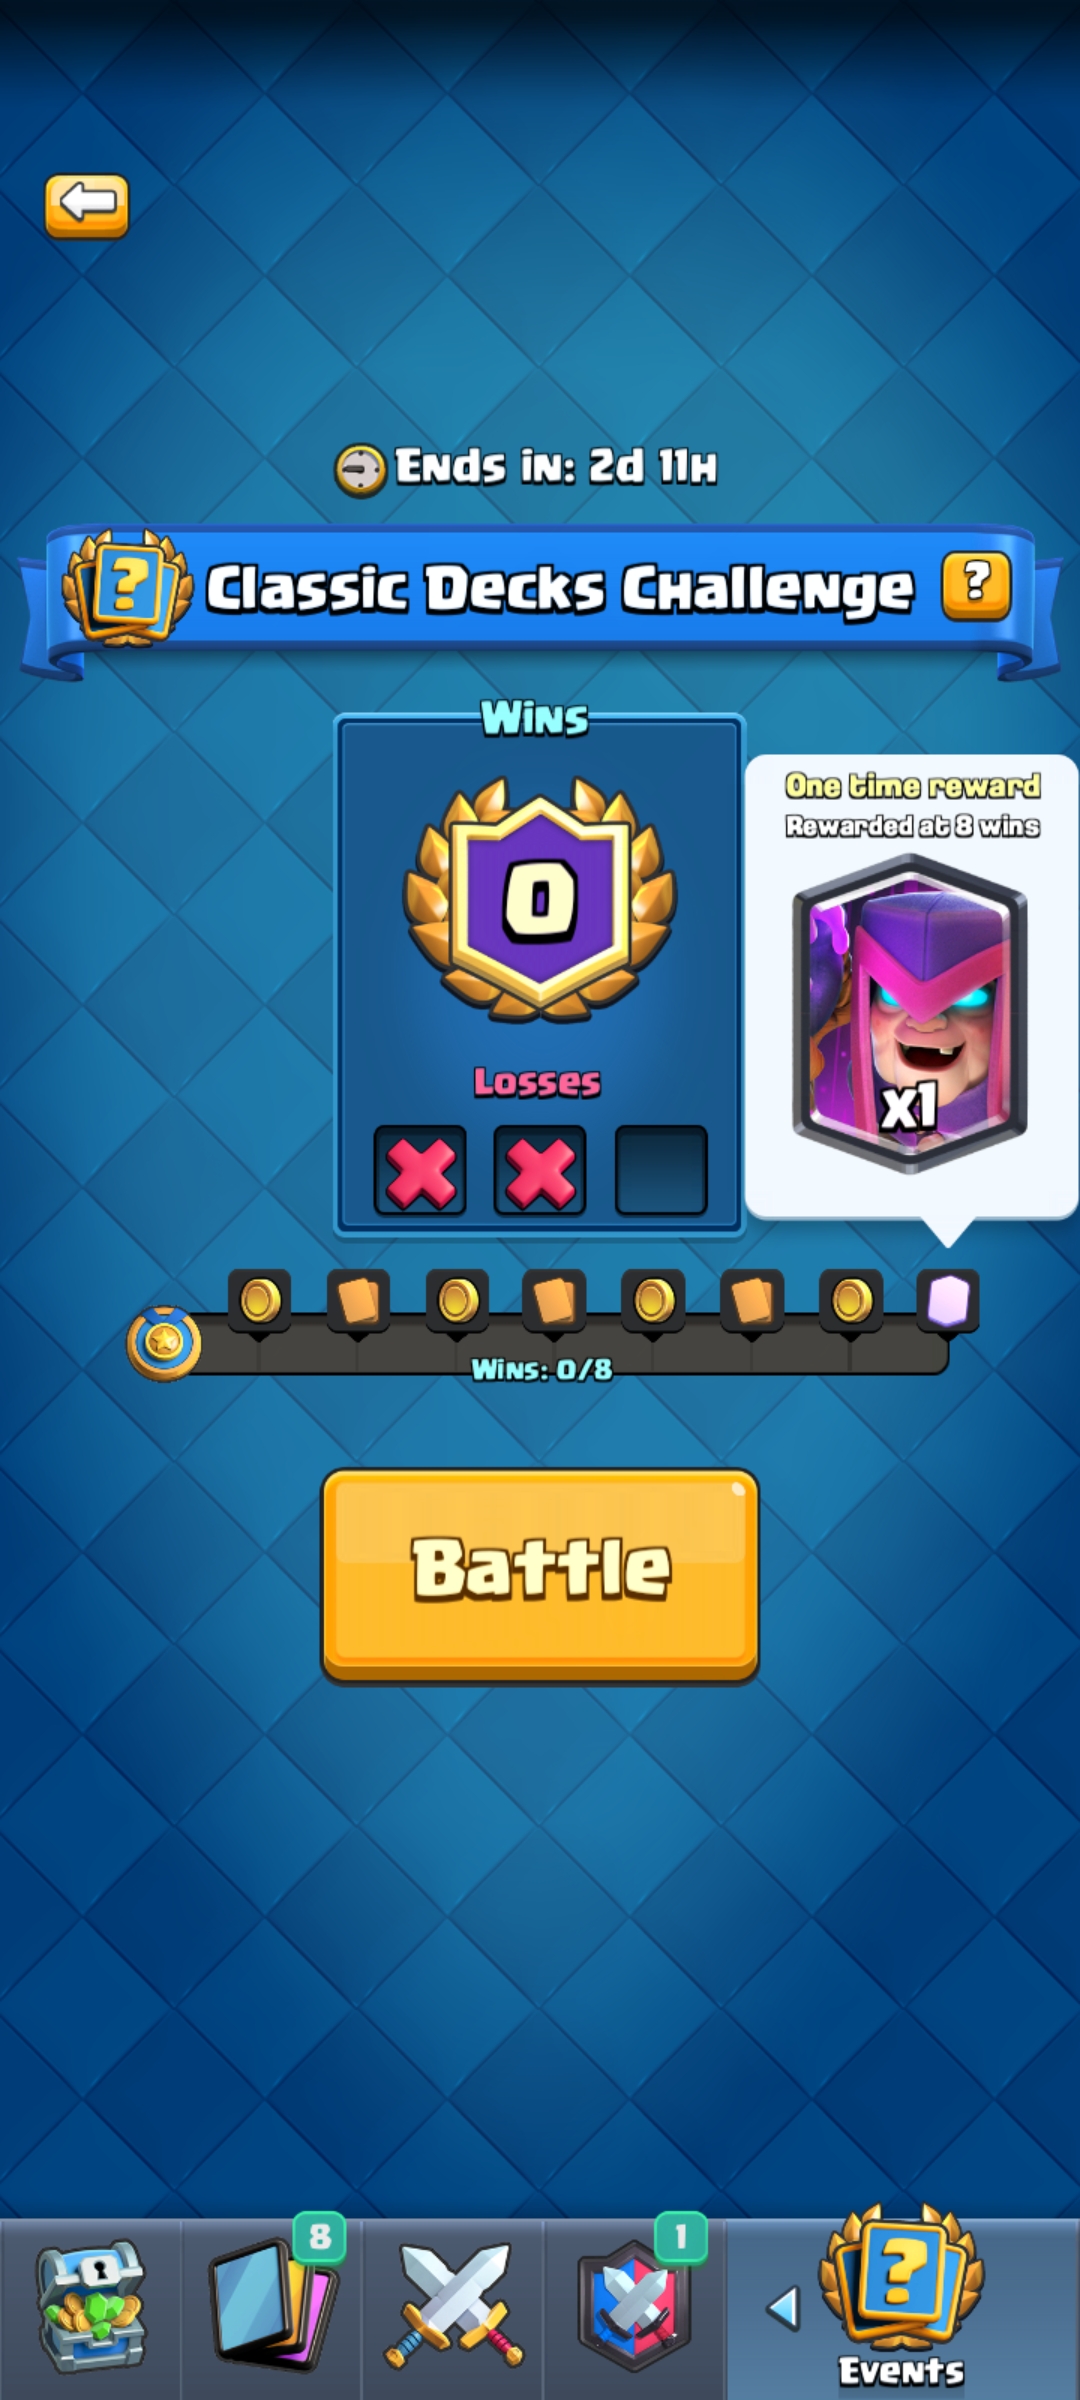 Ends in: 2d 11H
?
Classic Decks Challenge
?
Wins
0
One time reward
Rewarded at 8 wins
x1
Losses
Wins: 0/8
Battle
8
1
?
Events